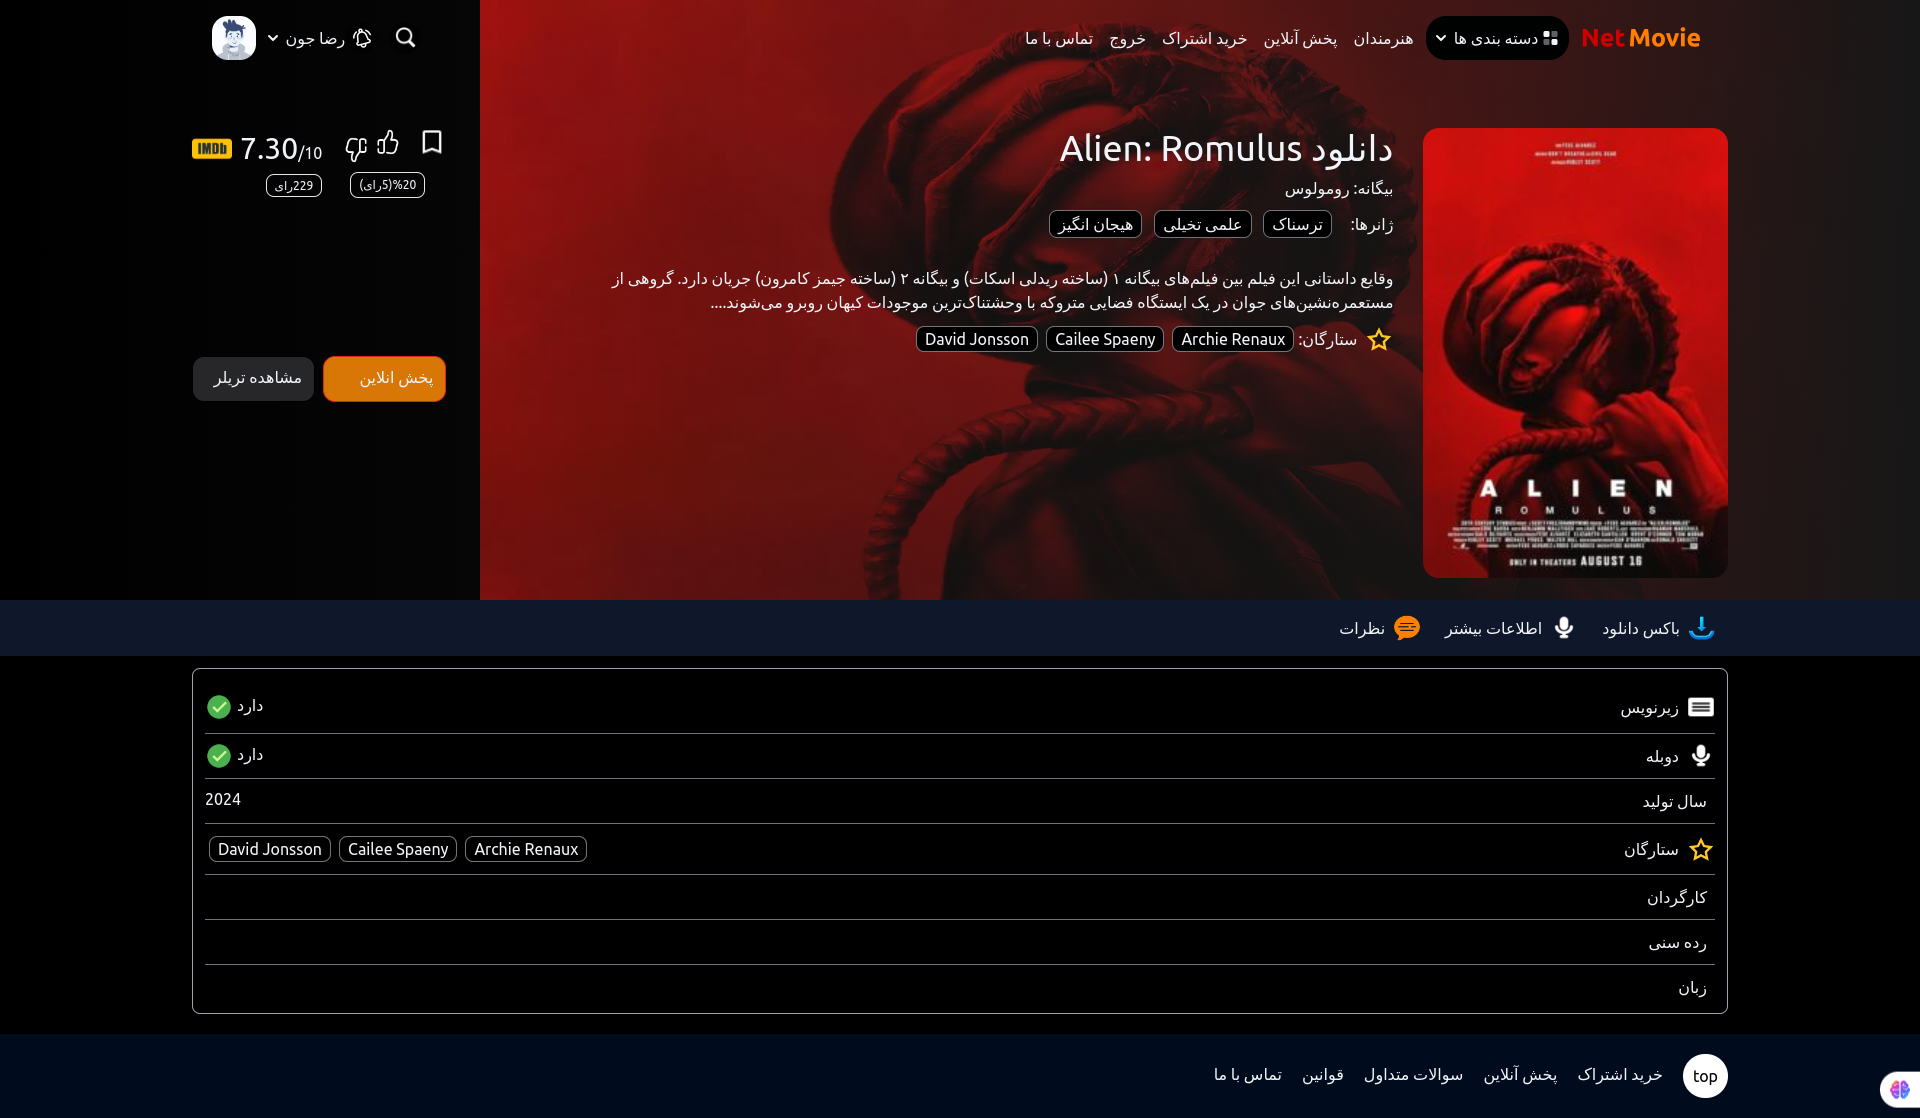 Net Movie
دسته بندی ها
هنرمندان
پخش آنلاین
خرید اشتراک
خروج
تماس با ما
رضا جون
دانلود Alien: Romulus
بیگانه: رومولوس
ژانرها: ترسناک علمی تخیلی هیجان انگیز
وقایع داستانی این فیلم بین فیلم‌های بیگانه ۱ (ساخته ریدلی اسکات) و بیگانه ۲ (ساخته جیمز کامرون) جریان دارد. گروهی از
مستعمره‌نشین‌های جوان در یک ایستگاه فضایی متروکه با وحشتناک‌ترین موجودات کیهان روبرو می‌شوند....
ستارگان: Archie Renaux Cailee Spaeny David Jonsson
ALIEN
ROMULUS
ONLY IN THEATERS AUGUST 16
IMDb 7.30/10
229رای
20%(5رای)
پخش انلاین
مشاهده تریلر
باکس دانلود
اطلاعات بیشتر
نظرات
زیرنویس دارد
دوبله دارد
سال تولید 2024
ستارگان Archie Renaux Cailee Spaeny David Jonsson
کارگردان
رده سنی
زبان
top
خرید اشتراک
پخش آنلاین
سوالات متداول
قوانین
تماس با ما